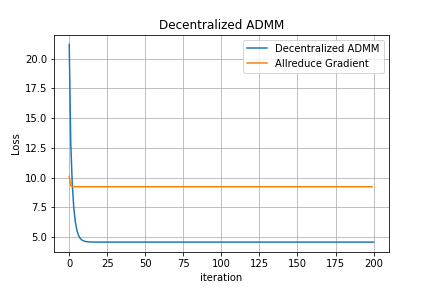 Decentralized ADMM
Decentralized ADMM
Allreduce Gradient
20.0
17.5
15.0
12.5
10.0
7.5
5.0
Loss
0 25 50 75 100 125 150 175 200
iteration